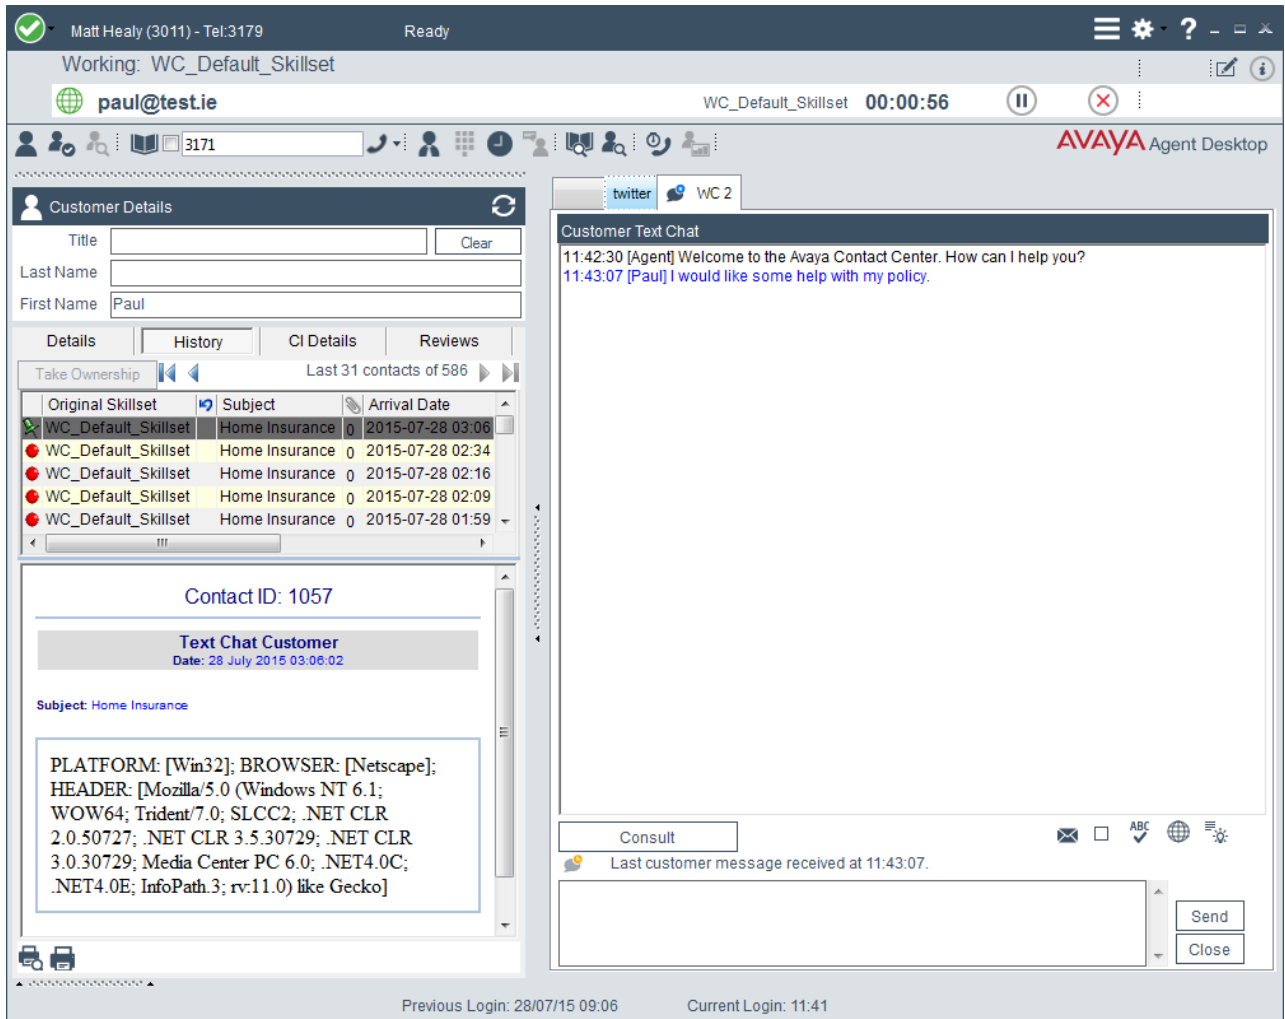 Matt Healy (3011) - Tel:3179 Ready ?
Working: WC_Default_Skillset
paul@test.ie WC_Default_Skillset 00:00:56
3171
AVAYA Agent Desktop
twitter WC 2
Customer Details
Title Clear
Last Name
First Name Paul
Details History CI Details Reviews
Take Ownership Last 31 contacts of 586
Original Skillset Subject Arrival Date
WC_Default_Skillset Home Insurance 0 2015-07-28 03:06
WC_Default_Skillset Home Insurance 0 2015-07-28 02:34
WC_Default_Skillset Home Insurance 0 2015-07-28 02:16
WC_Default_Skillset Home Insurance 0 2015-07-28 02:09
WC_Default_Skillset Home Insurance 0 2015-07-28 01:59
Contact ID: 1057
Text Chat Customer
Date: 28 July 2015 03:06:02
Subject: Home Insurance
PLATFORM: [Win32]; BROWSER: [Netscape];
HEADER: [Mozilla/5.0 (Windows NT 6.1;
WOW64; Trident/7.0; SLCC2; .NET CLR
2.0.50727; .NET CLR 3.5.30729; .NET CLR
3.0.30729; Media Center PC 6.0; .NET4.0C;
.NET4.0E; InfoPath.3; rv:11.0) like Gecko]
Customer Text Chat
11:42:30 [Agent] Welcome to the Avaya Contact Center. How can I help you?
11:43:07 [Paul] I would like some help with my policy.
Consult ABC
Last customer message received at 11:43:07.
Send
Close
Previous Login: 28/07/15 09:06 Current Login: 11:41